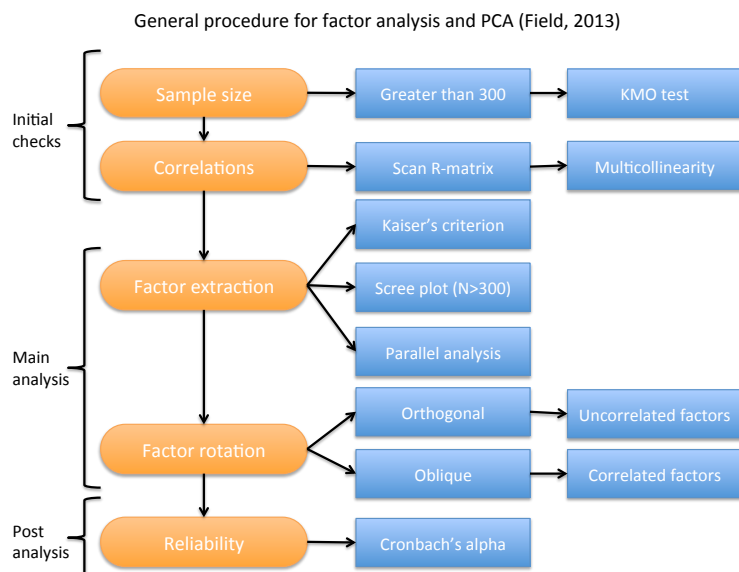 General procedure for factor analysis and PCA (Field, 2013)
Initial
checks
Sample size
Greater than 300
KMO test
Correlations
Scan R-matrix
Multicollinearity
Main
analysis
Factor extraction
Kaiser's criterion
Scree plot (N>300)
Parallel analysis
Factor rotation
Orthogonal
Uncorrelated factors
Oblique
Correlated factors
Post
analysis
Reliability
Cronbach's alpha